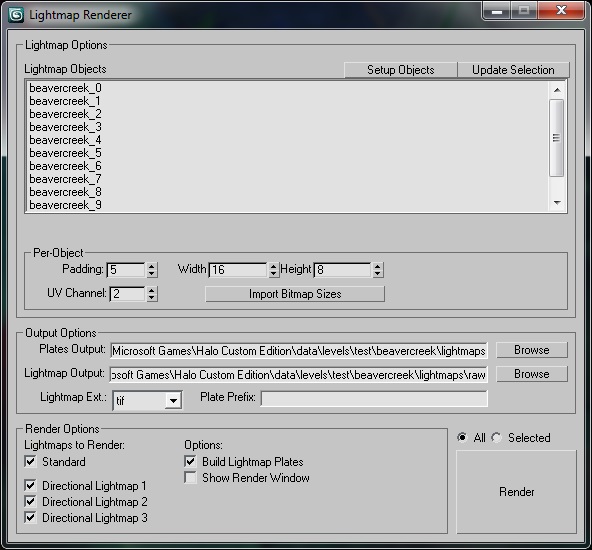 Lightmap Renderer
Lightmap Options
Lightmap Objects
Setup Objects
Update Selection
beavercreek_0
beavercreek_1
beavercreek_2
beavercreek_3
beavercreek_4
beavercreek_5
beavercreek_6
beavercreek_7
beavercreek_8
beavercreek_9
Per-Object
Padding: 5 Width 16 Height 8
UV Channel: 2 Import Bitmap Sizes
Output Options
Plates Output: Microsoft Games\Halo Custom Edition\data\levels\test\beavercreek\lightmaps Browse
Lightmap Output: osoft Games\Halo Custom Edition\data\levels\test\beavercreek\lightmaps\raw Browse
Lightmap Ext.: tif Plate Prefix:
Render Options
Lightmaps to Render: Options:
All Selected
Standard Build Lightmap Plates
Show Render Window
Directional Lightmap 1
Directional Lightmap 2
Directional Lightmap 3
Render